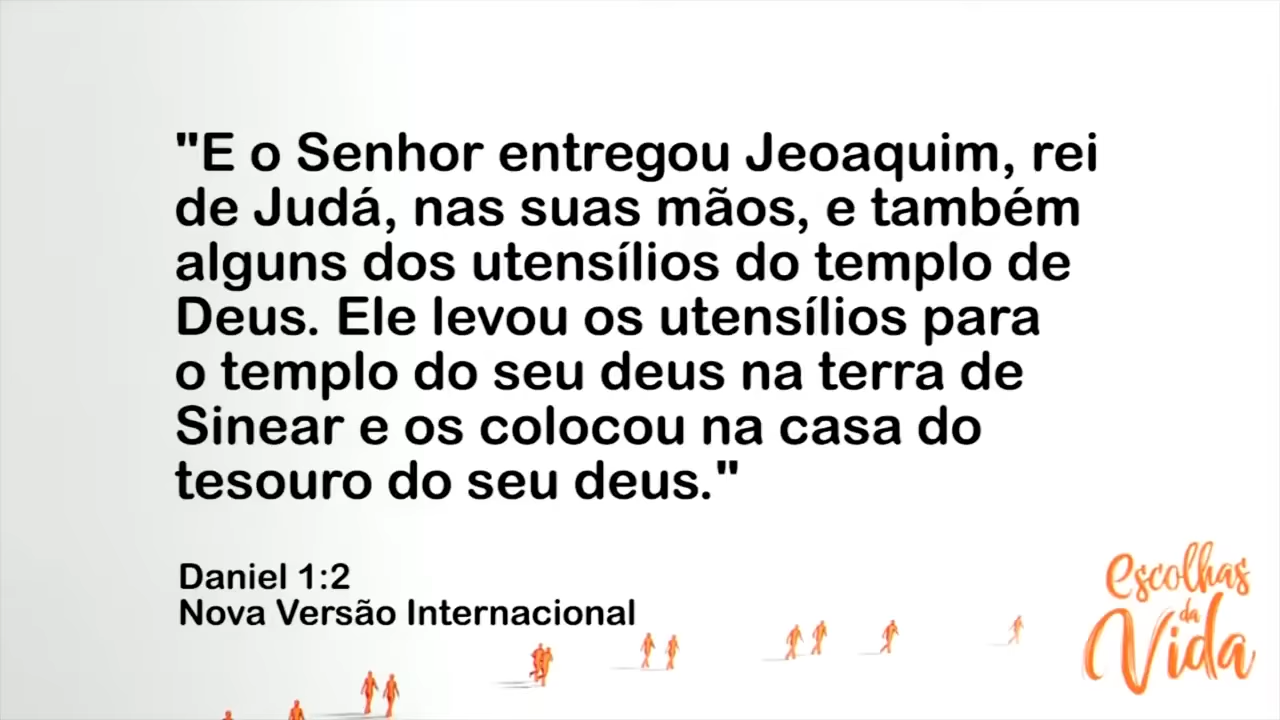 "E o Senhor entregou Jeoaquim, rei
de Judá, nas suas mãos, e também
alguns dos utensílios do templo de
Deus. Ele levou os utensílios para
o templo do seu deus na terra de
Sinear e os colocou na casa do
tesouro do seu deus."
Daniel 1:2
Nova Versão Internacional
Escolhas
da
Vida